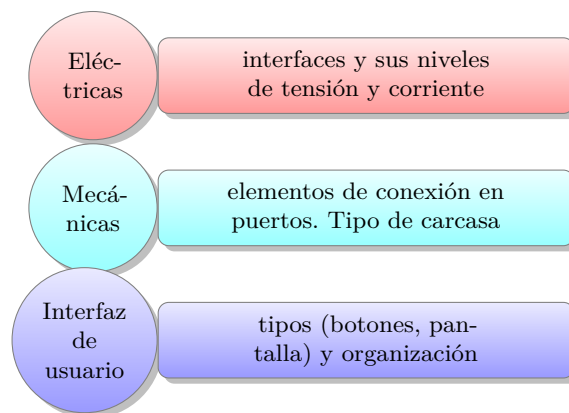 Eléc-
tricas
interfaces y sus niveles
de tensión y corriente
Mecá-
nicas
elementos de conexión en
puertos. Tipo de carcasa
Interfaz
de
usuario
tipos (botones, pan-
talla) y organización